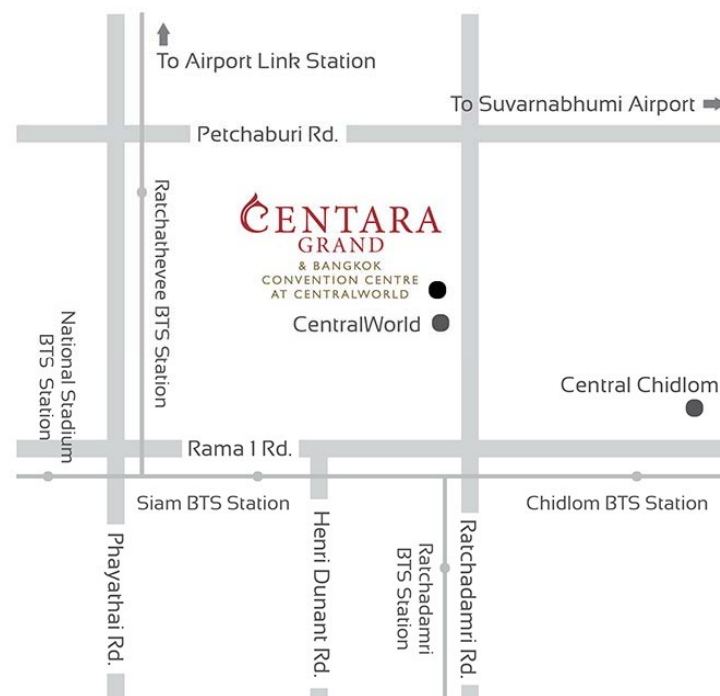 To Airport Link Station
To Suvarnabhumi Airport
Petchaburi Rd.
Ratchathevee BTS Station
CENTARA
GRAND
& BANGKOK
CONVENTION CENTRE
AT CENTRALWORLD
CentralWorld
National Stadium
BTS Station
Central Chidlom
Rama 1 Rd.
Siam BTS Station
Chidlom BTS Station
Phayathai Rd.
Henri Dunant Rd.
Ratchadamri
BTS Station
Ratchadamri Rd.